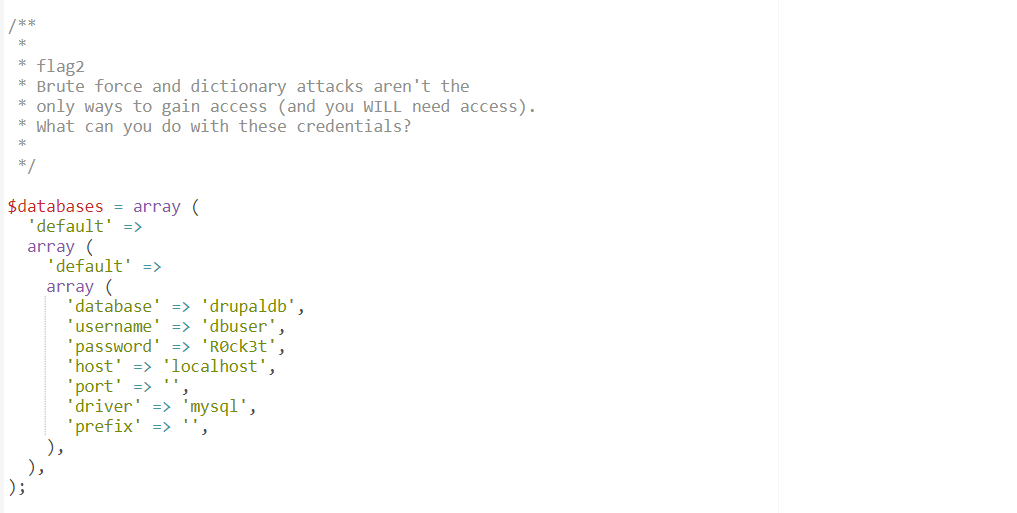 /**
 *
 * flag2
 * Brute force and dictionary attacks aren't the
 * only ways to gain access (and you WILL need access).
 * What can you do with these credentials?
 *
 */
$databases = array (
  'default' =>
  array (
    'default' =>
    array (
      'database' => 'drupaldb',
      'username' => 'dbuser',
      'password' => 'R0ck3t',
      'host' => 'localhost',
      'port' => '',
      'driver' => 'mysql',
      'prefix' => '',
    ),
  ),
);